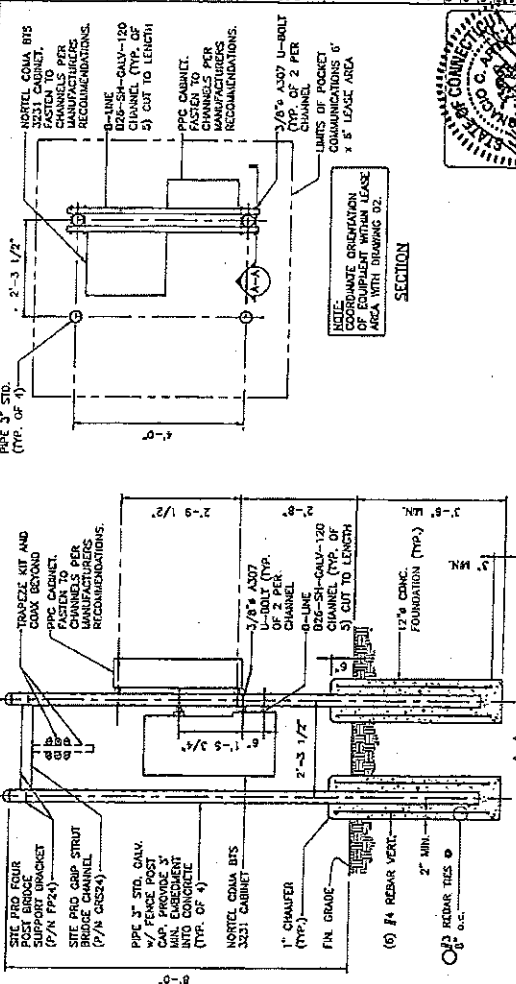 PIPE 3" STD.
(TYP. OF 4)
2'-3 1/2"
4'-0"
NORTEL CDMA BTS
3231 CABINET.
FASTEN TO
CHANNELS PER
MANUFACTURERS
RECOMMENDATIONS.
B-LINE
B26-SH-GALV-120
CHANNEL (TYP. OF
5) CUT TO LENGTH
PPC CABINET.
FASTEN TO
CHANNELS PER
MANUFACTURERS
RECOMMENDATIONS.
3/8"ø A307 U-BOLT
(TYP. OF 2 PER
CHANNEL
LIMITS OF POCKET
COMMUNICATIONS 6'
x 6' LEASE AREA
A-A
NOTE:
COORDINATE ORIENTATION
OF EQUIPMENT WITHIN LEASE
AREA WITH DRAWING 02.
SECTION
STATE OF CONNECTICUT
SITE PRO FOUR
POST BRIDGE
SUPPORT BRACKET
(P/N FP24)
SITE PRO GRIP STRUT
BRIDGE CHANNEL
(P/N GRS24)
PIPE 3" STD. GALV.
W/ FENCE POST
CAP. PROVIDE 3'
MIN. EMBEDMENT
INTO CONCRETE
(TYP. OF 4)
NORTEL CDMA BTS
3231 CABINET
1" CHAMFER
(TYP.)
FIN. GRADE
(6) #4 REBAR VERT.
2" MIN.
#3 REBAR TIES @
8" O.C.
8'-0"
TRAPEZE KIT AND
COAX BEYOND
PPC CABINET.
FASTEN TO
CHANNELS PER
MANUFACTURERS
RECOMMENDATIONS.
2'-9 1/2"
2'-8"
3'-6" MIN.
3" MIN.
3/8"ø A307
U-BOLT (TYP.
OF 2 PER
CHANNEL
B-LINE
B26-SH-GALV-120
CHANNEL (TYP. OF
5) CUT TO LENGTH
1'-5 3/4"
6"
2'-3 1/2"
6"
12"ø CONC.
FOUNDATION (TYP.)